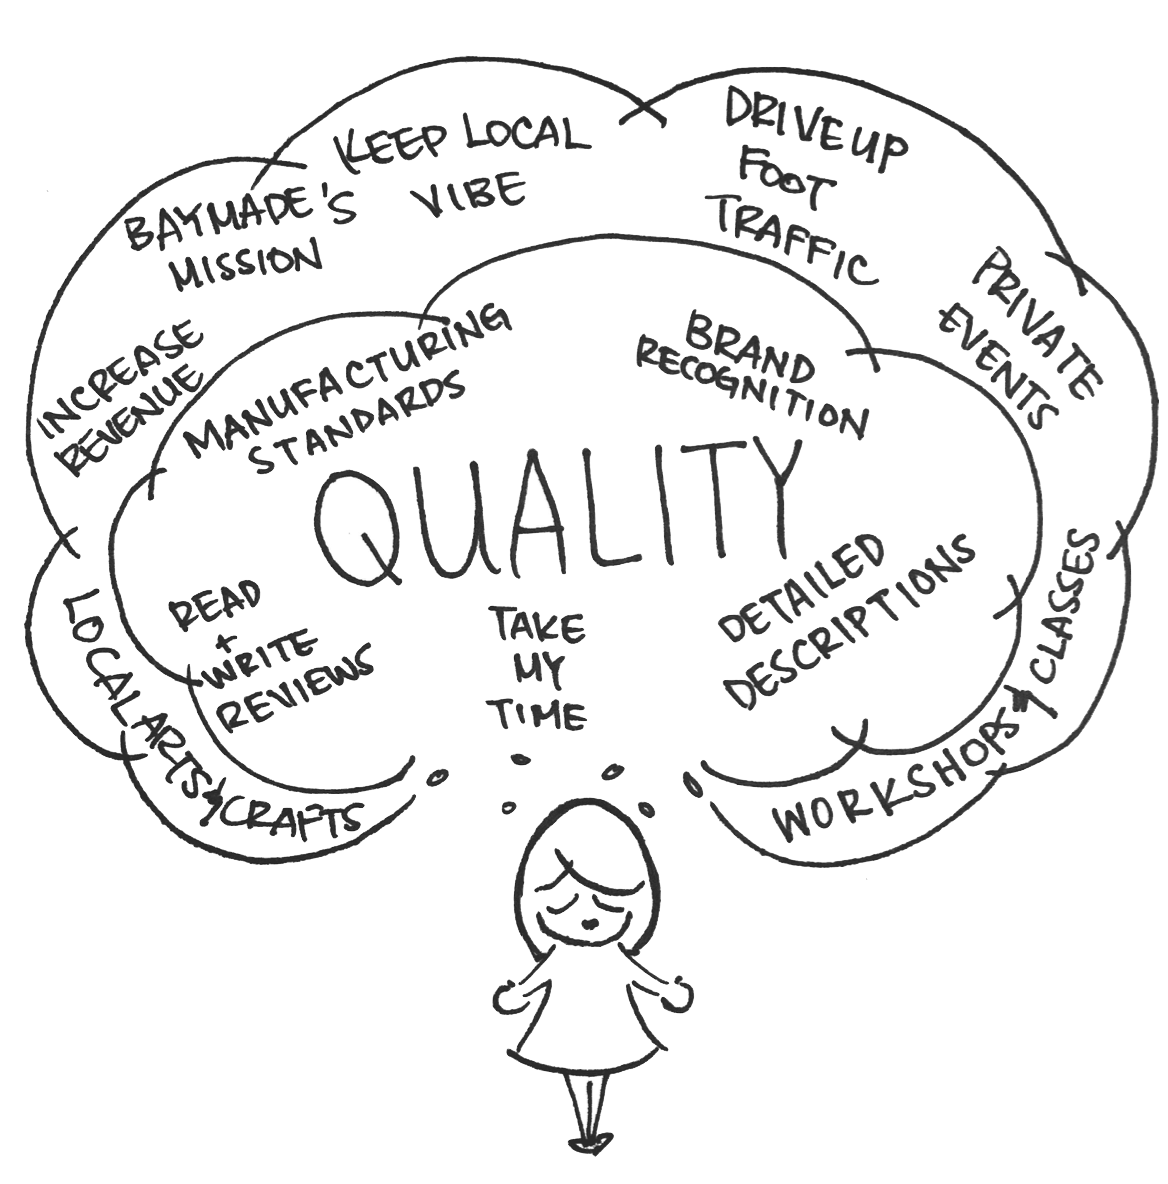 KEEP LOCAL
VIBE
DRIVE UP
FOOT
TRAFFIC
BAYMADE'S
MISSION
PRIVATE
EVENTS
INCREASE
REVENUE
MANUFACTURING
STANDARDS
BRAND
RECOGNITION
QUALITY
READ
+
WRITE
REVIEWS
TAKE
MY
TIME
DETAILED
DESCRIPTIONS
LOCAL ARTS & CRAFTS
WORKSHOPS & CLASSES